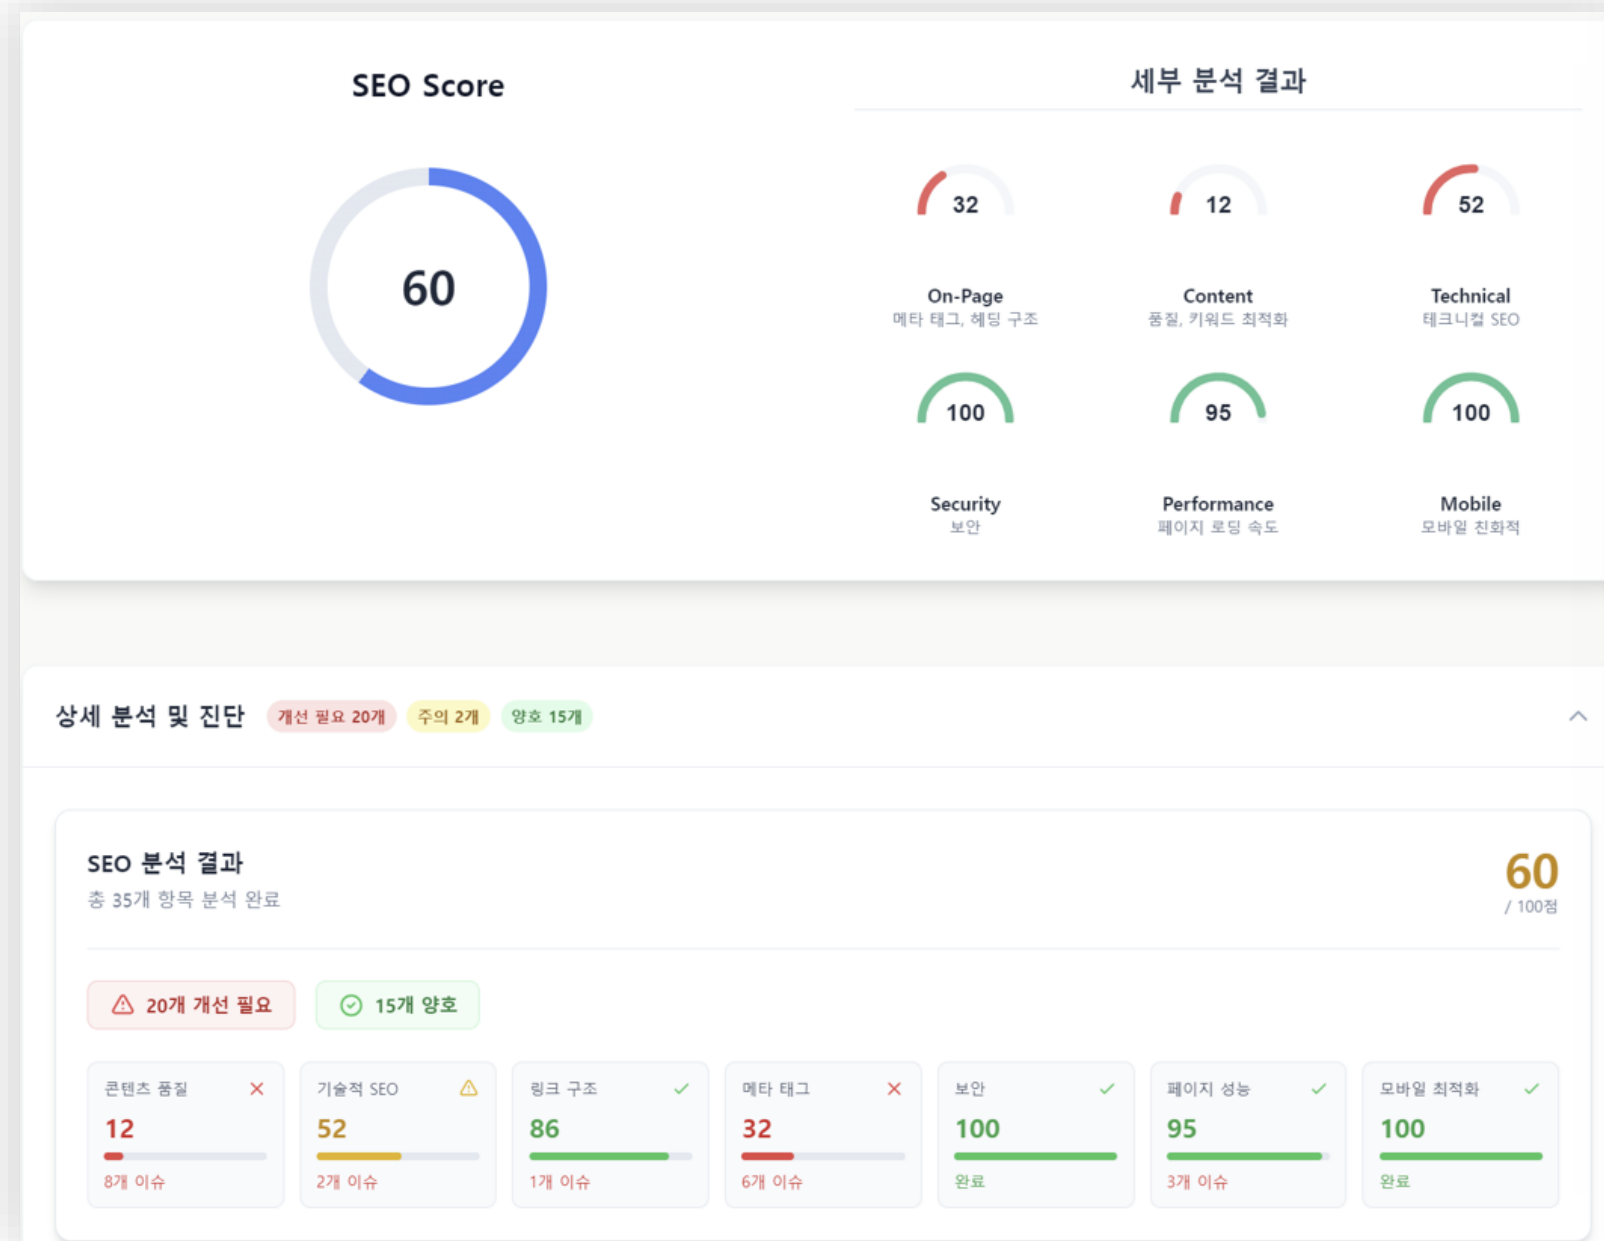 SEO Score
60
세부 분석 결과
32
12
52
On-Page
Content
Technical
메타 태그, 헤딩 구조
품질, 키워드 최적화
테크니컬 SEO
100
95
100
Security
Performance
Mobile
보안
페이지 로딩 속도
모바일 친화적
상세 분석 및 진단
개선 필요 20개
주의 2개
양호 15개
SEO 분석 결과
총 35개 항목 분석 완료
60
/ 100점
20개 개선 필요
15개 양호
콘텐츠 품질
12
8개 이슈
기술적 SEO
52
2개 이슈
링크 구조
86
1개 이슈
메타 태그
32
6개 이슈
보안
100
완료
페이지 성능
95
3개 이슈
모바일 최적화
100
완료